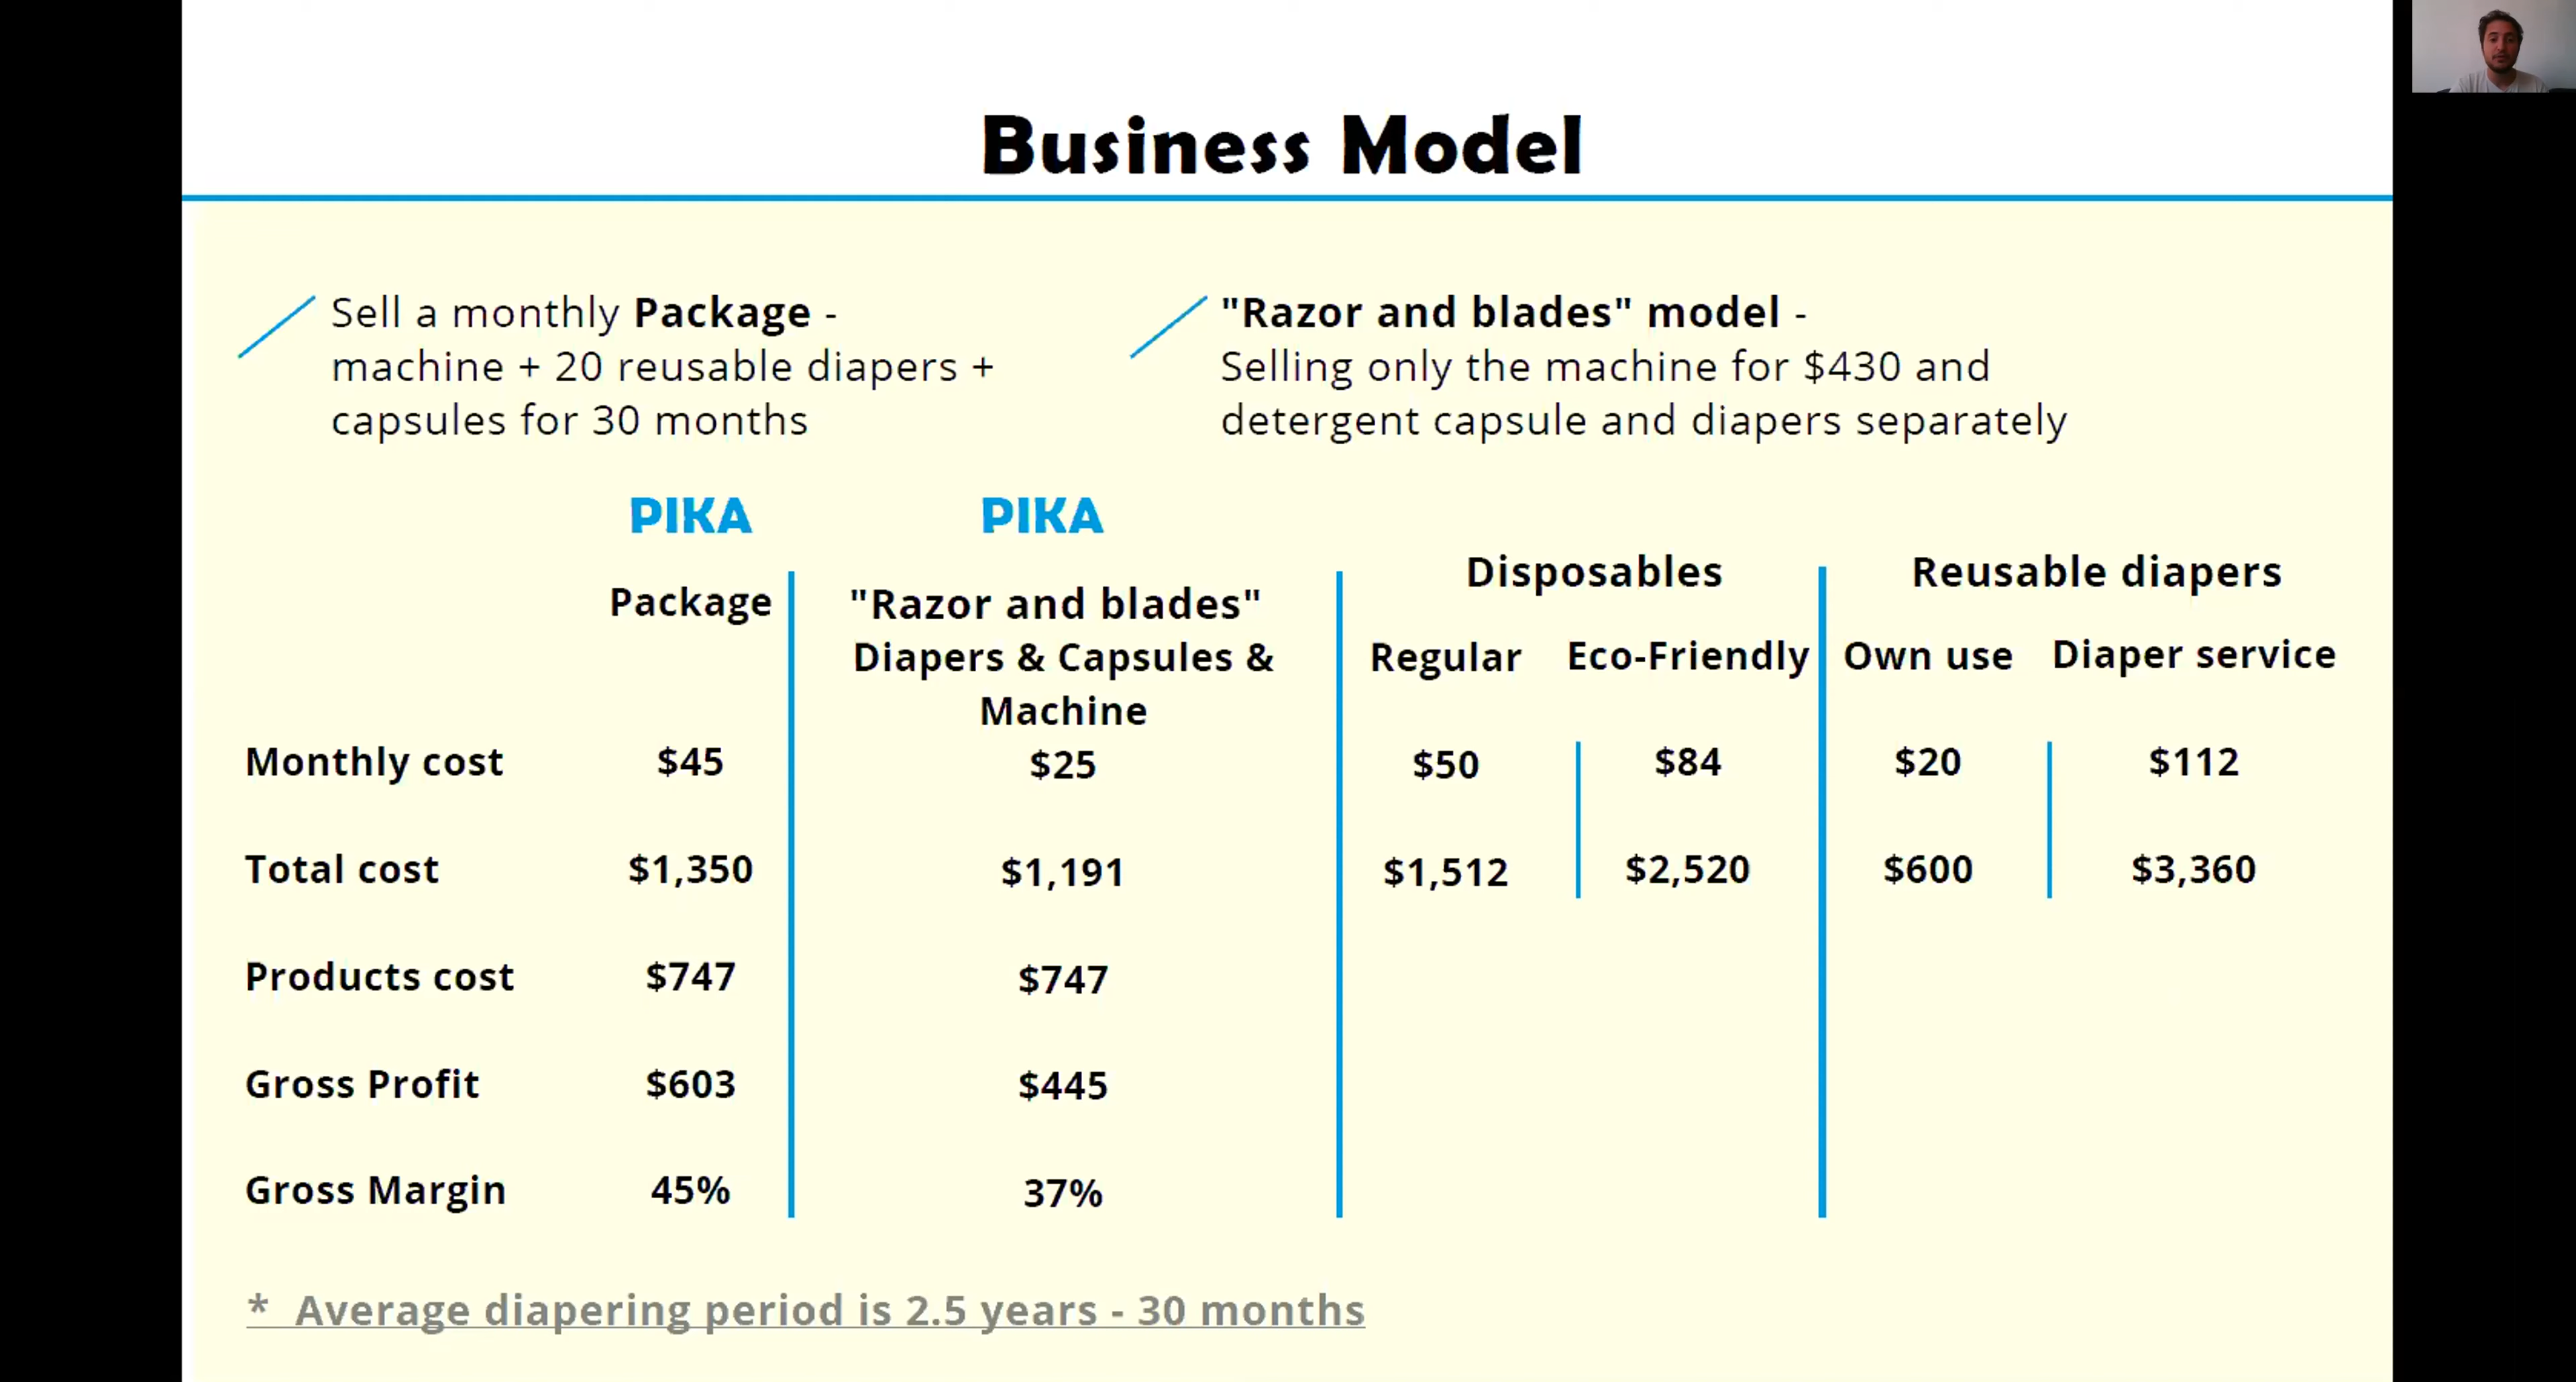 Business Model
Sell a monthly Package -
machine + 20 reusable diapers +
capsules for 30 months
"Razor and blades" model -
Selling only the machine for $430 and
detergent capsule and diapers separately
PIKA
Package
PIKA
"Razor and blades"
Diapers & Capsules &
Machine
Disposables
Regular Eco-Friendly
Reusable diapers
Own use Diaper service
Monthly cost $45 $25 $50 $84 $20 $112
Total cost $1,350 $1,191 $1,512 $2,520 $600 $3,360
Products cost $747 $747
Gross Profit $603 $445
Gross Margin 45% 37%
* Average diapering period is 2.5 years - 30 months